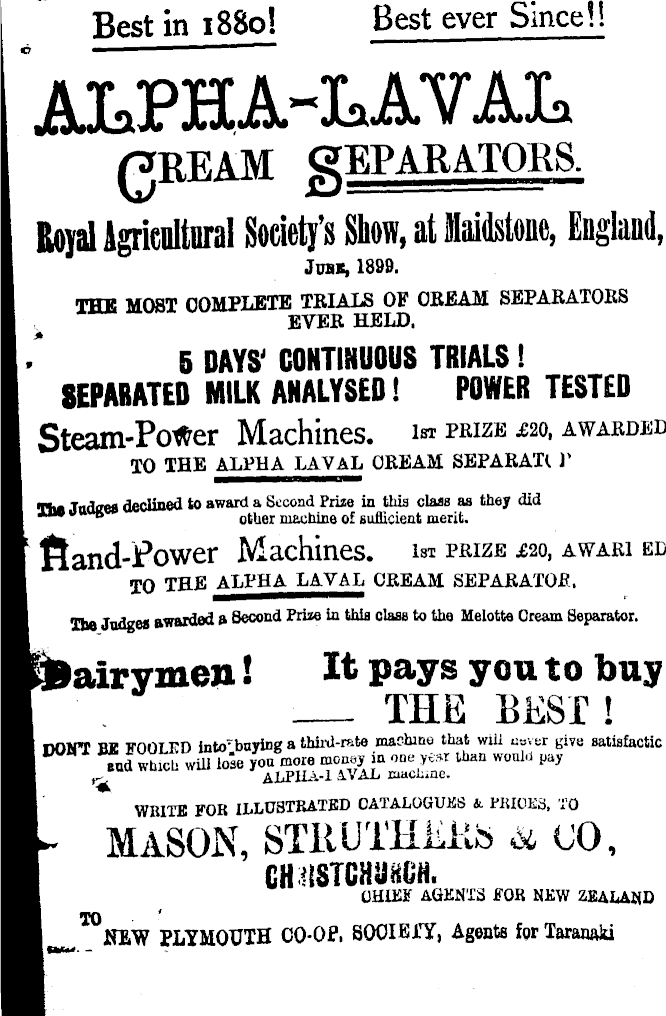 Best in 1880! Best ever Since!!
ALPHA-LAVAL
CREAM SEPARATORS.
Royal Agricultural Society's Show, at Maidstone, England,
JUNE, 1899.
THE MOST COMPLETE TRIALS OF CREAM SEPARATORS
EVER HELD.
5 DAYS' CONTINUOUS TRIALS!
SEPARATED MILK ANALYSED! POWER TESTED
Steam-Power Machines. 1ST PRIZE £20, AWARDED
TO THE ALPHA LAVAL CREAM SEPARAT
The Judges declined to award a Second Prize in this class as they did
other machine of sufficient merit.
Hand-Power Machines. 1ST PRIZE £20, AWAR ED
TO THE ALPHA LAVAL CREAM SEPARATOR.
The Judges awarded a Second Prize in this class to the Melotte Cream Separator.
Dairymen! It pays you to buy
THE BEST!
DON'T BE FOOLED into buying a third-rate machine that will never give satisfactic
and which will lose you more money in one year than would pay
ALPHA-LAVAL machine.
WRITE FOR ILLUSTRATED CATALOGUES & PRICES, TO
MASON, STRUTHERS & CO,
CHRISTCHURCH.
CHIEF AGENTS FOR NEW ZEALAND
TO
NEW PLYMOUTH CO-OP. SOCIETY, Agents for Taranaki